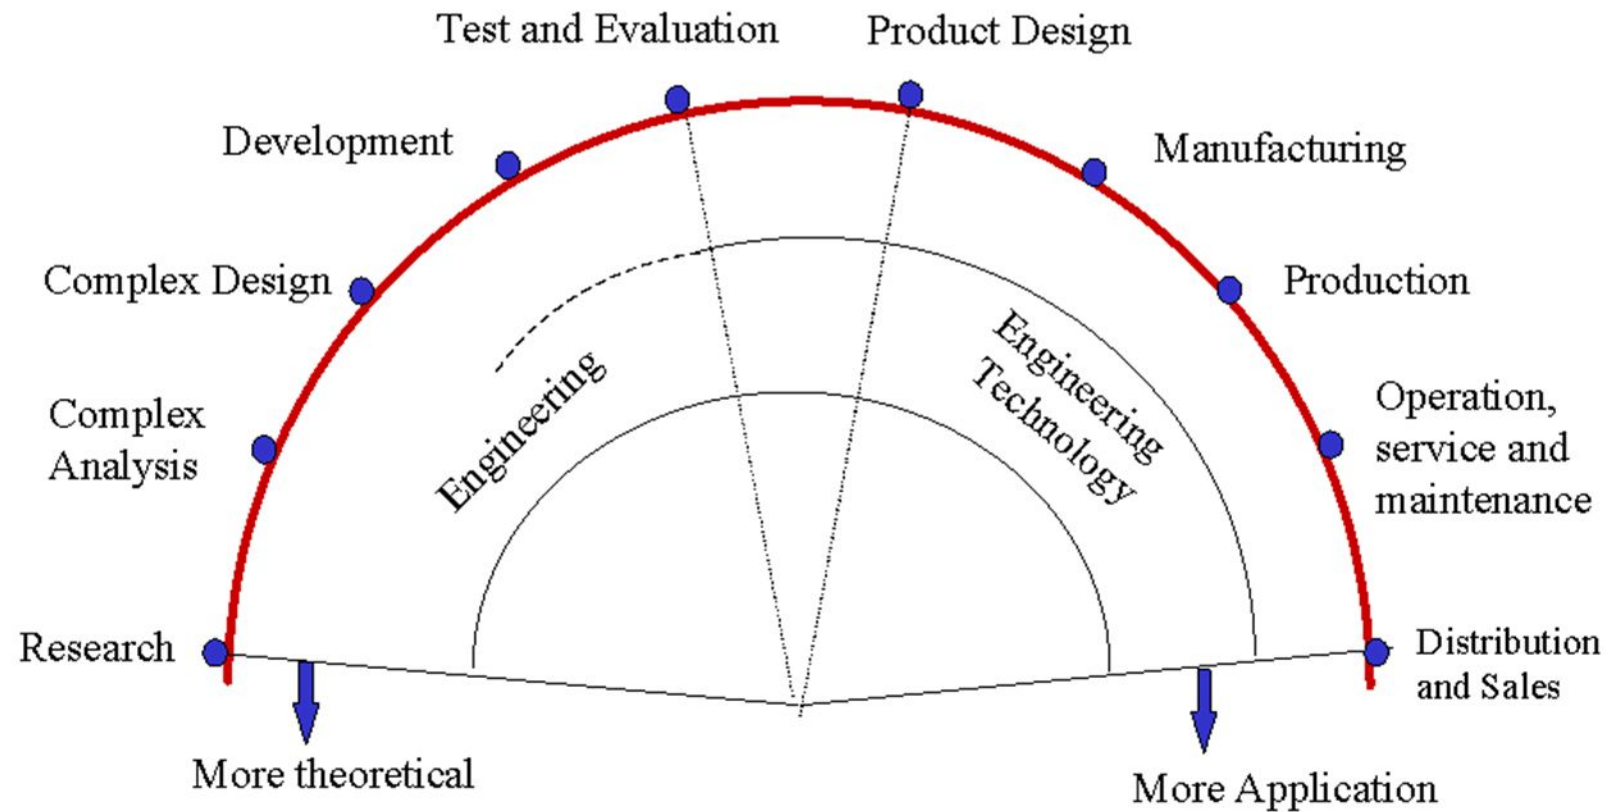 Test and Evaluation
Product Design
Development
Manufacturing
Complex Design
Production
Engineering
Engineering
Technology
Complex
Analysis
Operation,
service and
maintenance
Research
Distribution
and Sales
More theoretical
More Application